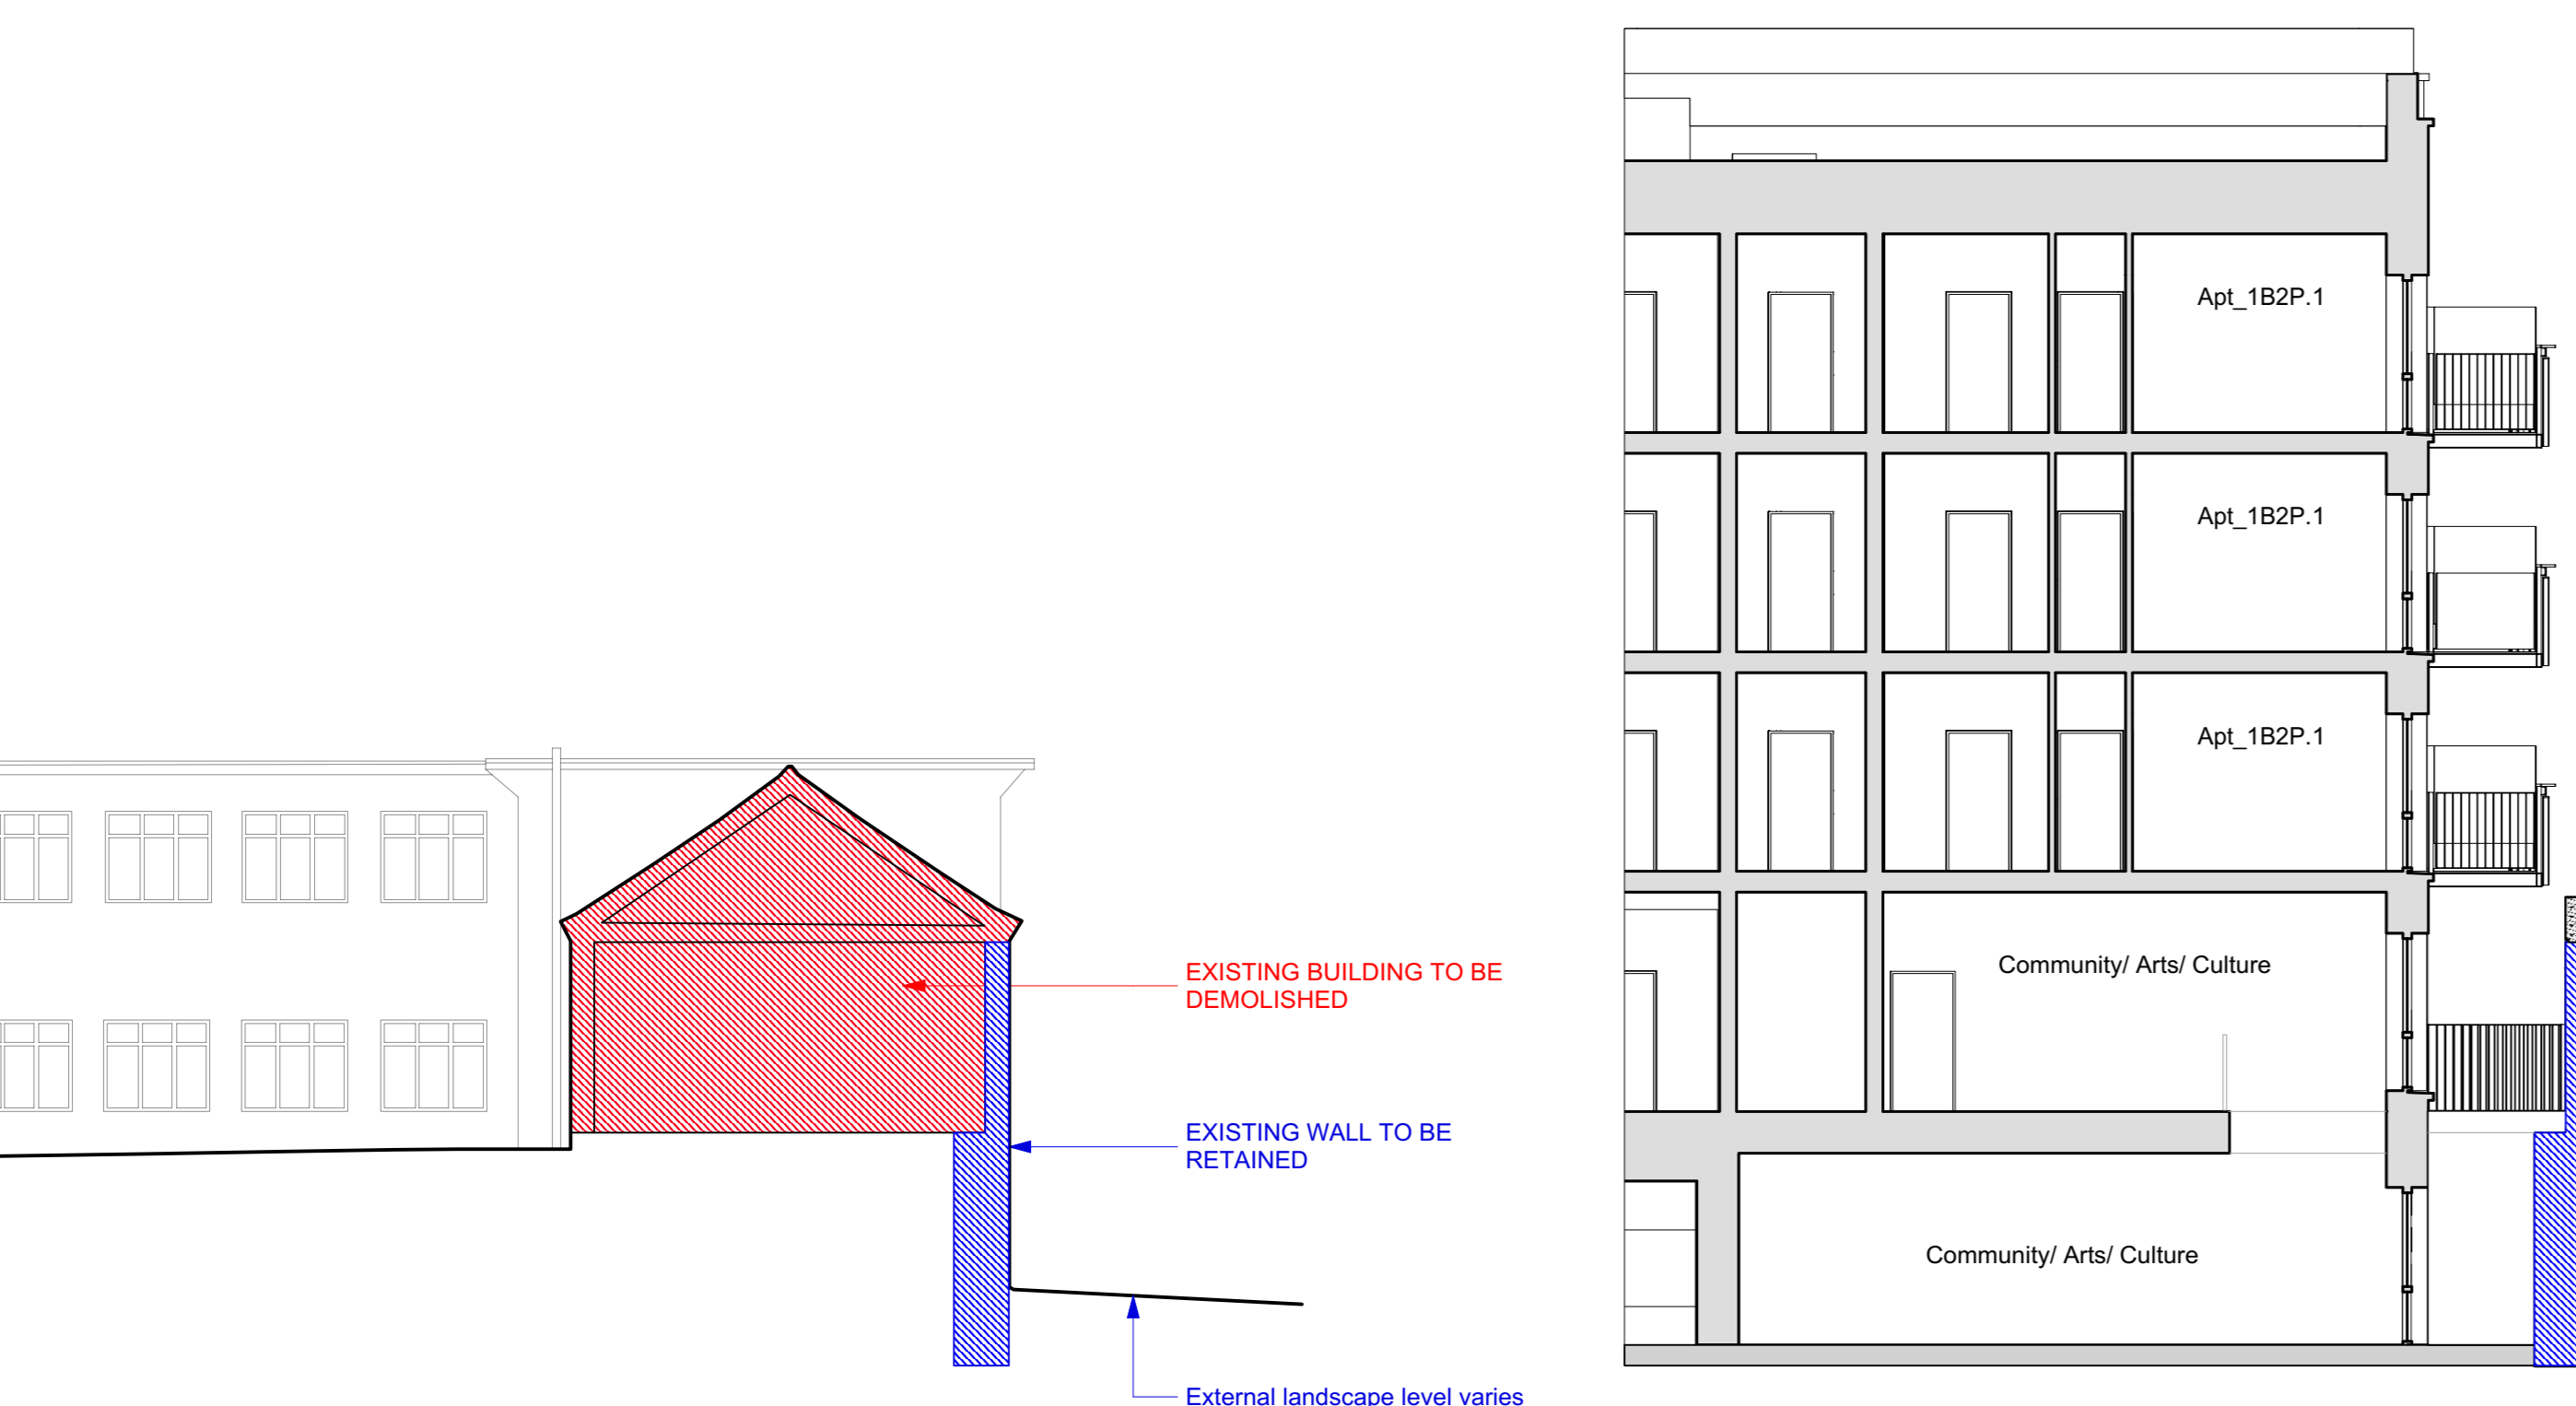 Apt_1B2P.1
Apt_1B2P.1
Apt_1B2P.1
Community/ Arts/ Culture
Community/ Arts/ Culture
EXISTING BUILDING TO BE
DEMOLISHED
EXISTING WALL TO BE
RETAINED
External landscape level varies